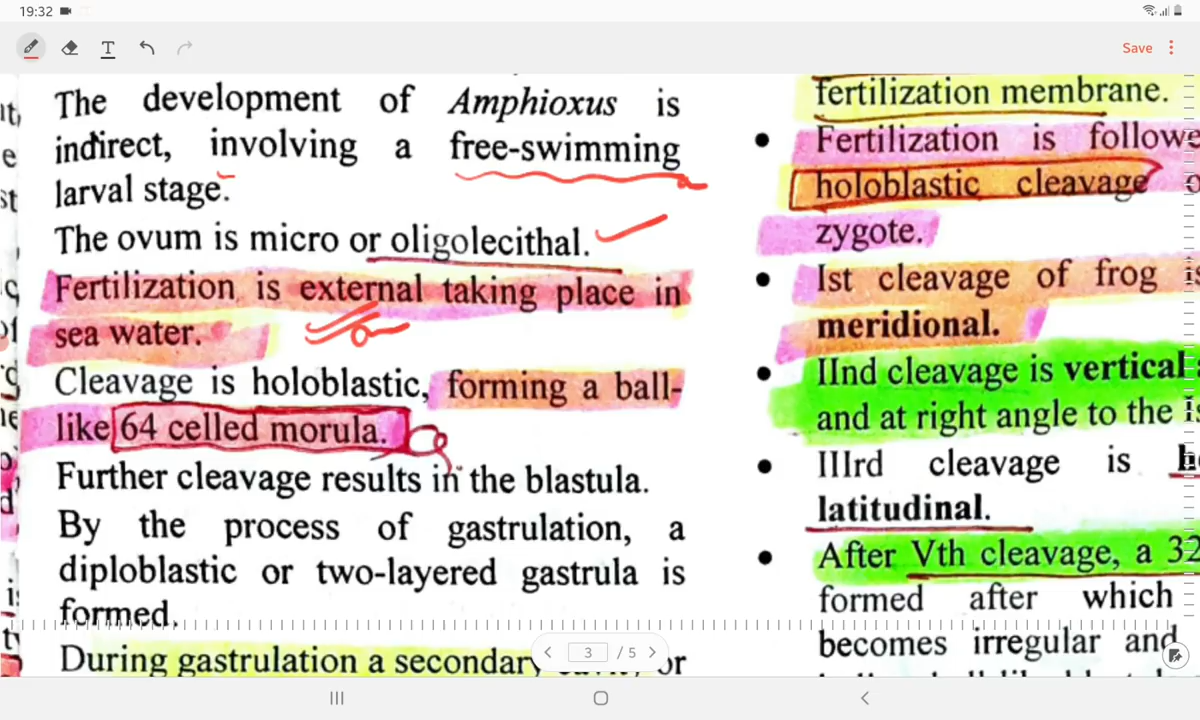 19:32
T
Save
The development of Amphioxus is
indirect, involving a free-swimming
larval stage.
The ovum is micro or oligolecithal.
Fertilization is external taking place in
sea water.
Cleavage is holoblastic, forming a ball-
like 64 celled morula.
Further cleavage results in the blastula.
By the process of gastrulation, a
diploblastic or two-layered gastrula is
formed.
During gastrulation a secondary or
fertilization membrane.
• Fertilization is followe
holoblastic cleavage
zygote.
• Ist cleavage of frog is
meridional.
• IInd cleavage is vertical
and at right angle to the
• IIIrd cleavage is
latitudinal.
• After Vth cleavage, a 32
formed after which
becomes irregular and
3 / 5